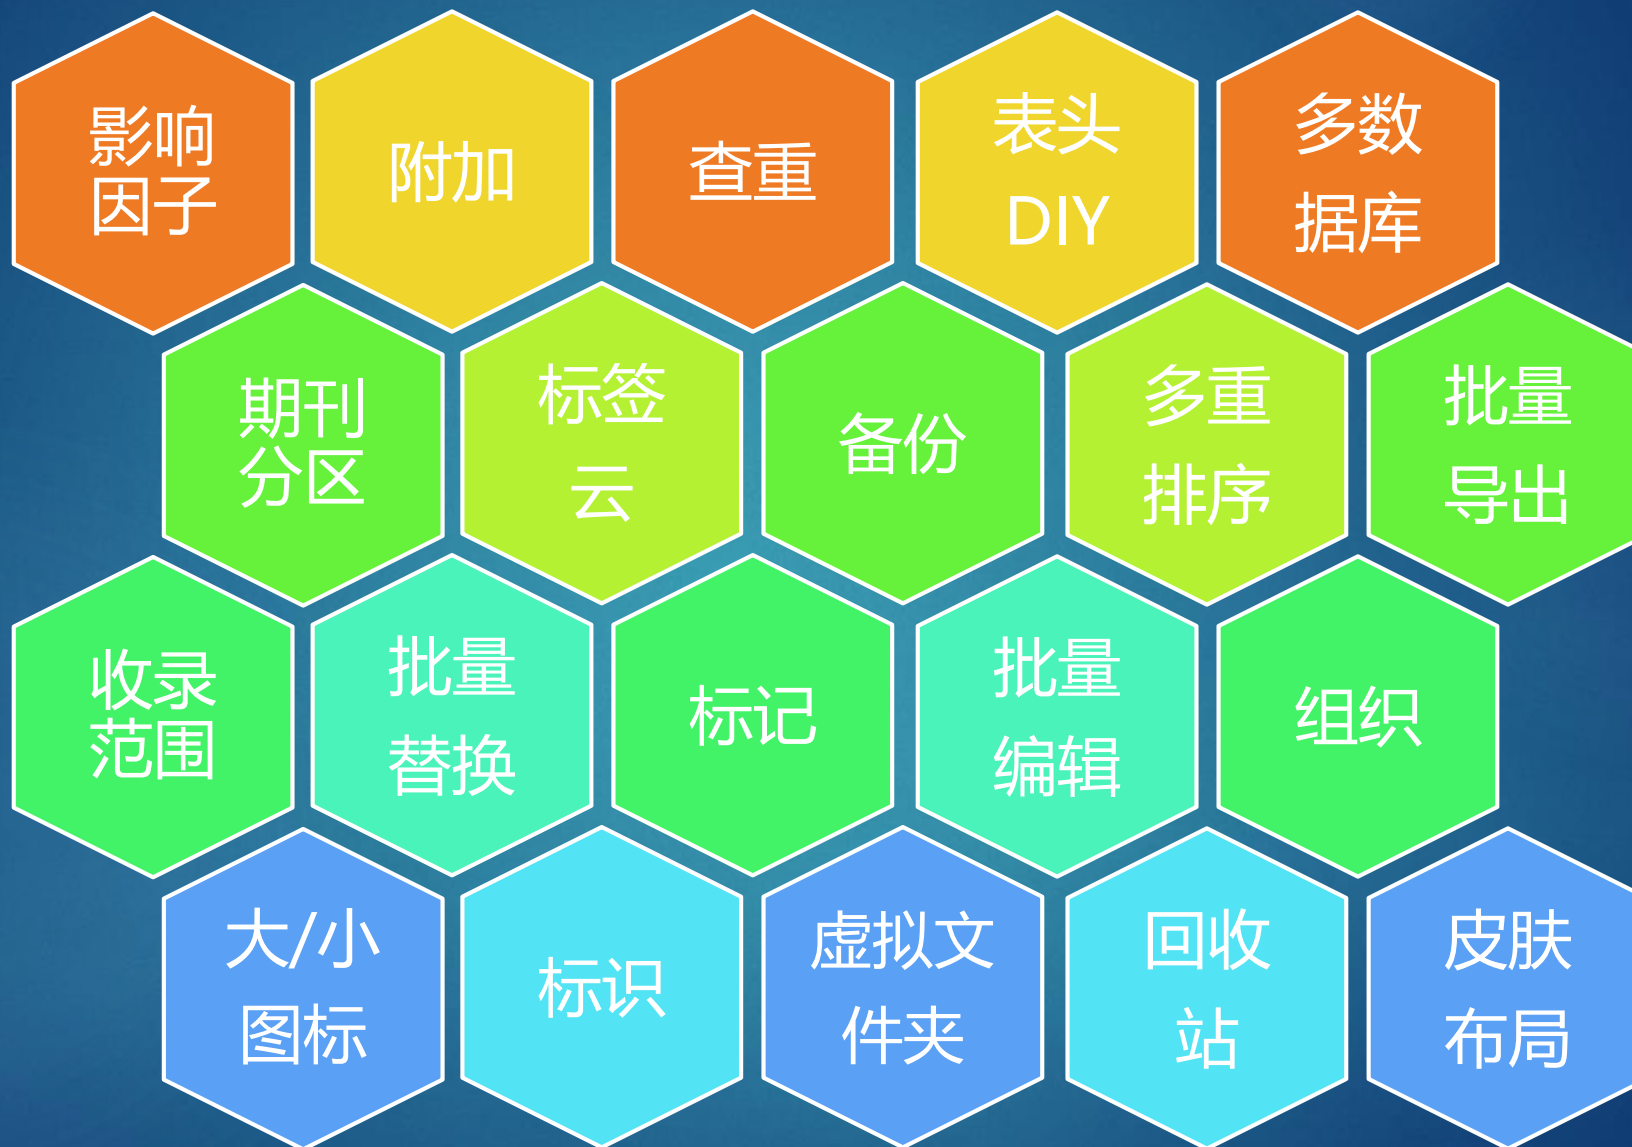 影响
因子
附加
查重
表头
DIY
多数
据库
期刊
分区
标签
云
备份
多重
排序
批量
导出
收录
范围
批量
替换
标记
批量
编辑
组织
大/小
图标
标识
虚拟文
件夹
回收
站
皮肤
布局